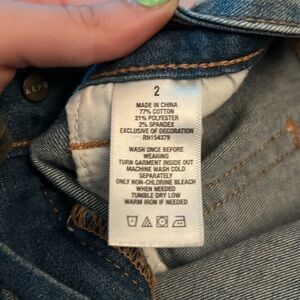 AERO
2
MADE IN CHINA
77% COTTON
21% POLYESTER
2% SPANDEX
EXCLUSIVE OF DECORATION
RN154379
WASH ONCE BEFORE
WEARING
TURN GARMENT INSIDE OUT
MACHINE WASH COLD
SEPARATELY
ONLY NON-CHLORINE BLEACH
WHEN NEEDED
TUMBLE DRY LOW
WARM IRON IF NEEDED